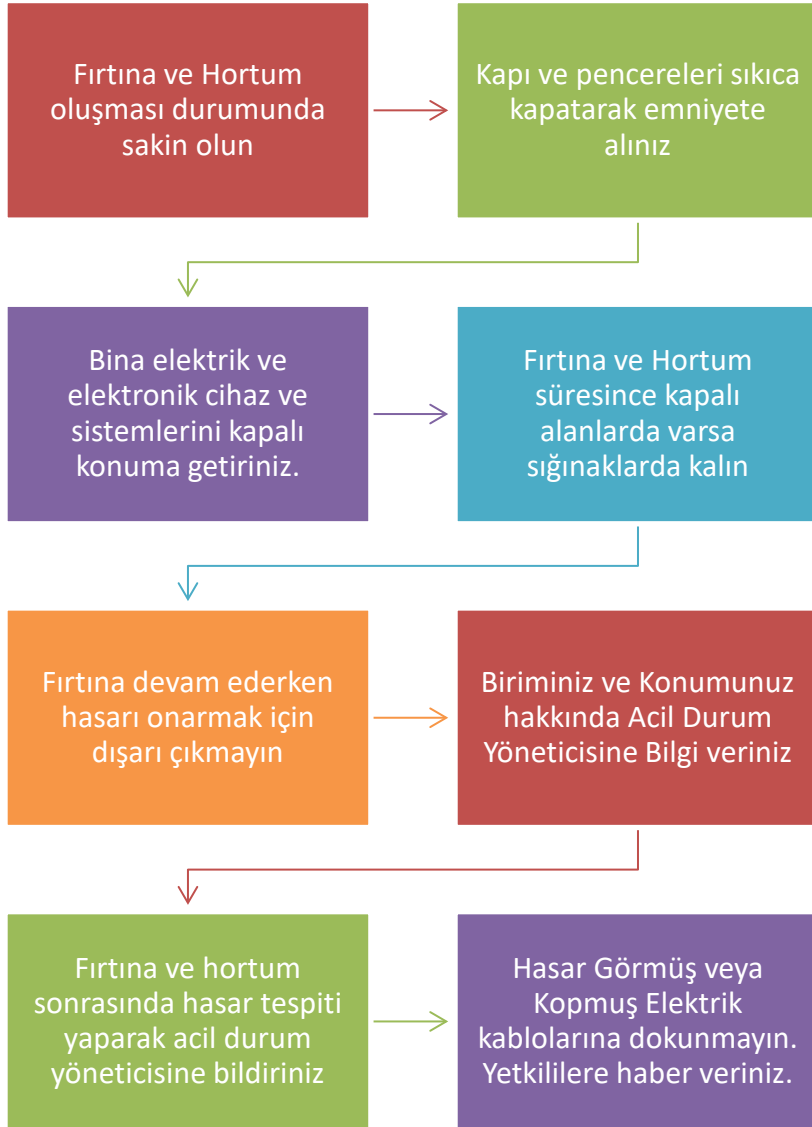 Fırtına ve Hortum
oluşması durumunda
sakin olun
Kapı ve pencereleri sıkıca
kapatarak emniyete
alınız
Bina elektrik ve
elektronik cihaz ve
sistemlerini kapalı
konuma getiriniz.
Fırtına ve Hortum
süresince kapalı
alanlarda varsa
sığınaklarda kalın
Fırtına devam ederken
hasarı onarmak için
dışarı çıkmayın
Biriminiz ve Konumunuz
hakkında Acil Durum
Yöneticisine Bilgi veriniz
Fırtına ve hortum
sonrasında hasar tespiti
yaparak acil durum
yöneticisine bildiriniz
Hasar Görmüş veya
Kopmuş Elektrik
kablolarına dokunmayın.
Yetkililere haber veriniz.